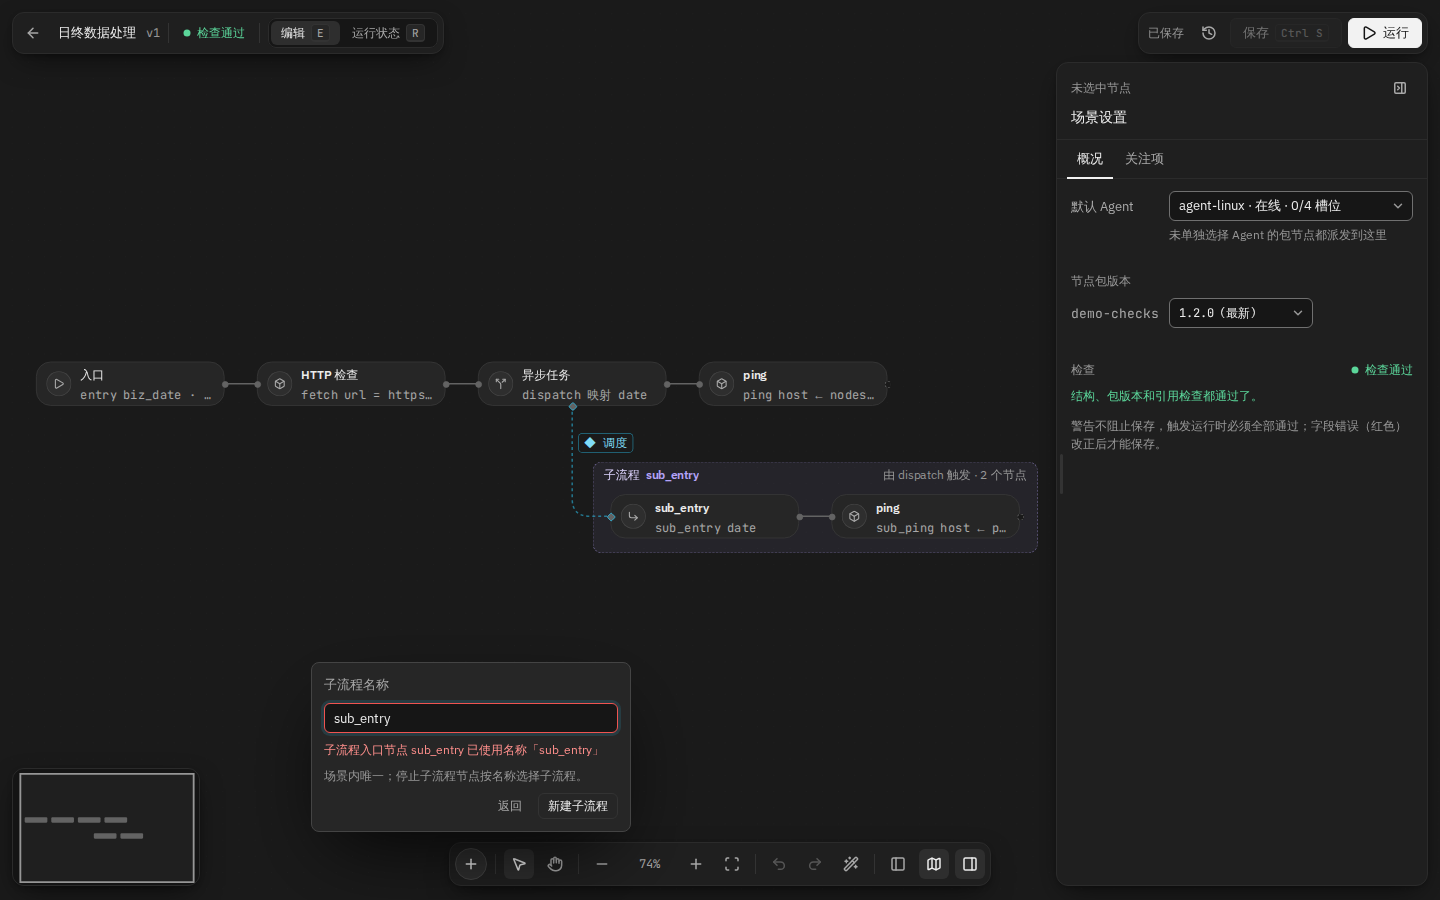 日终数据处理 v1 检查通过 编辑 E 运行状态 R
已保存 保存 Ctrl S 运行
未选中节点
场景设置
概况 关注项
默认 Agent agent-linux · 在线 · 0/4 槽位
未单独选择 Agent 的包节点都派发到这里
节点包版本
demo-checks 1.2.0 (最新)
检查 检查通过
结构、包版本和引用检查都通过了。
警告不阻止保存，触发运行时必须全部通过；字段错误（红色）
改正后才能保存。
入口
entry biz_date · …
HTTP 检查
fetch url = https…
异步任务
dispatch 映射 date
ping
ping host ← nodes…
调度
子流程 sub_entry 由 dispatch 触发 · 2 个节点
sub_entry
sub_entry date
ping
sub_ping host ← p…
子流程名称
sub_entry
子流程入口节点 sub_entry 已使用名称「sub_entry」
场景内唯一；停止子流程节点按名称选择子流程。
返回 新建子流程
74%